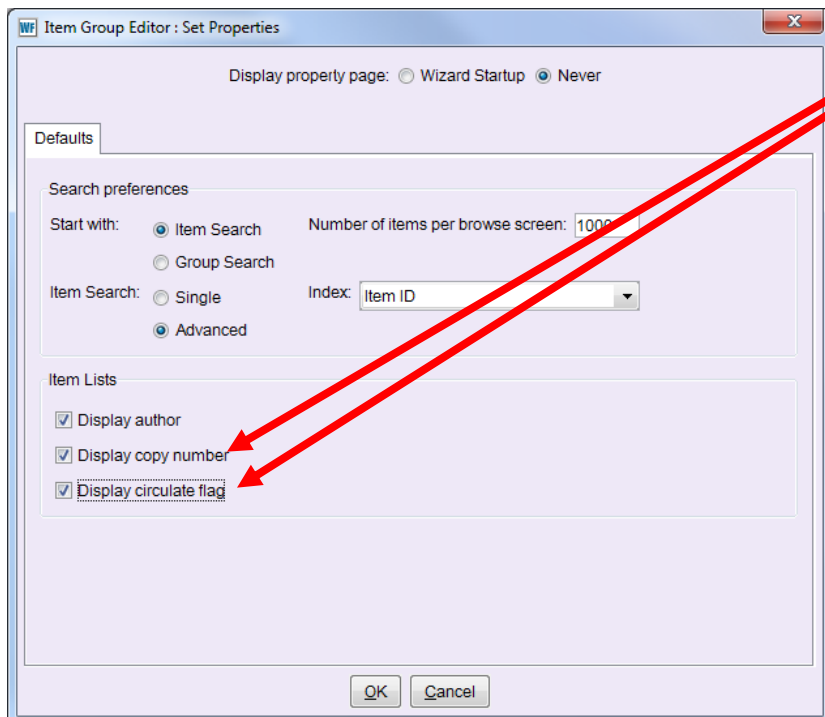 WF Item Group Editor : Set Properties
Display property page: Wizard Startup Never
Defaults
Search preferences
Start with: Item Search Number of items per browse screen: 1000
Group Search
Item Search: Single Index: Item ID
Advanced
Item Lists
Display author
Display copy number
Display circulate flag
OK Cancel